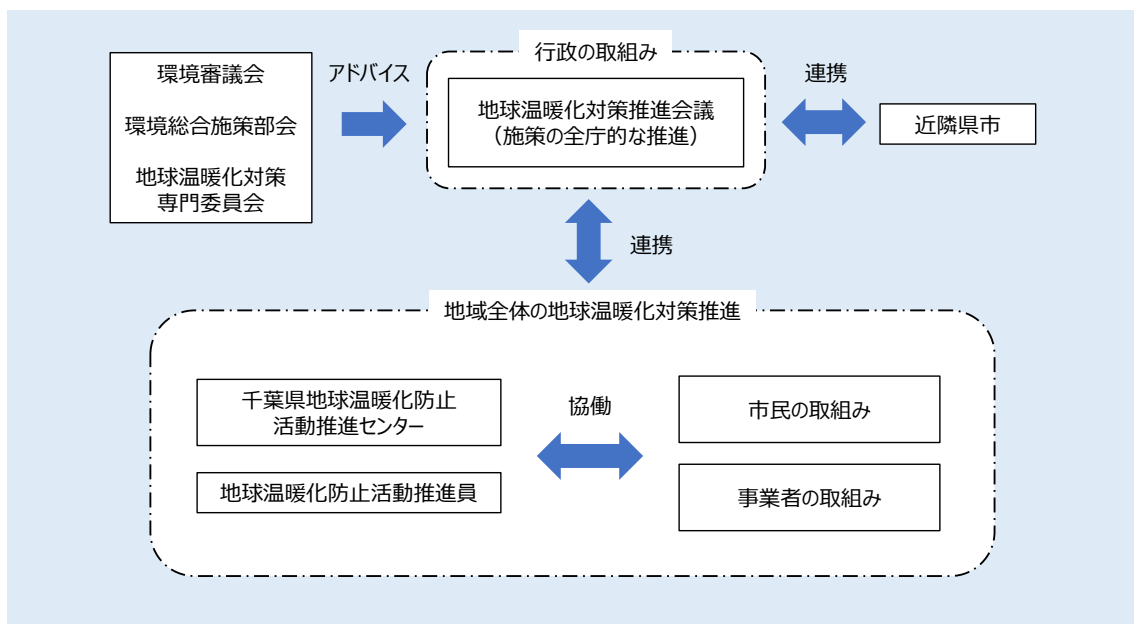 環境審議会
環境総合施策部会
地球温暖化対策
専門委員会
アドバイス
行政の取組み
地球温暖化対策推進会議
（施策の全庁的な推進）
連携
近隣県市
連携
地域全体の地球温暖化対策推進
千葉県地球温暖化防止
活動推進センター
地球温暖化防止活動推進員
協働
市民の取組み
事業者の取組み